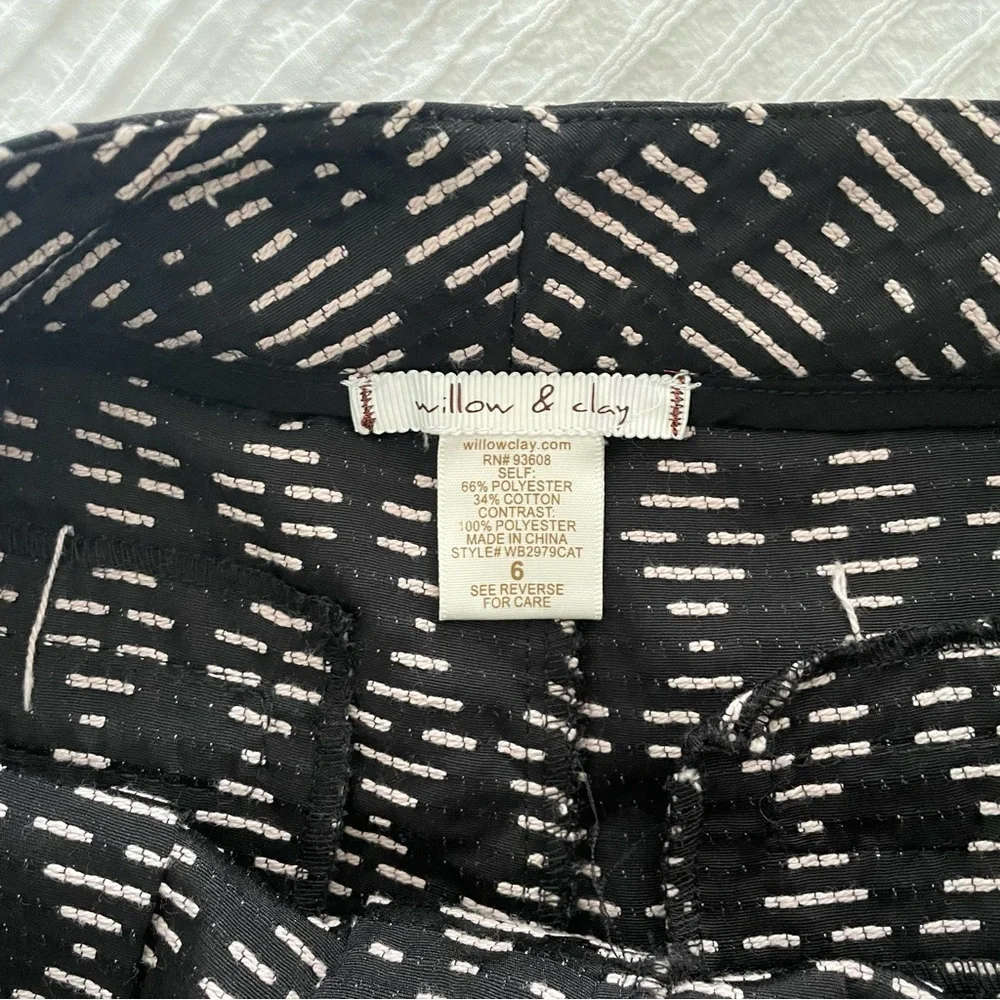 willow & clay
willowclay.com
RN# 93608
SELF:
66% POLYESTER
34% COTTON
CONTRAST:
100% POLYESTER
MADE IN CHINA
STYLE# WB2979CAT
6
SEE REVERSE
FOR CARE